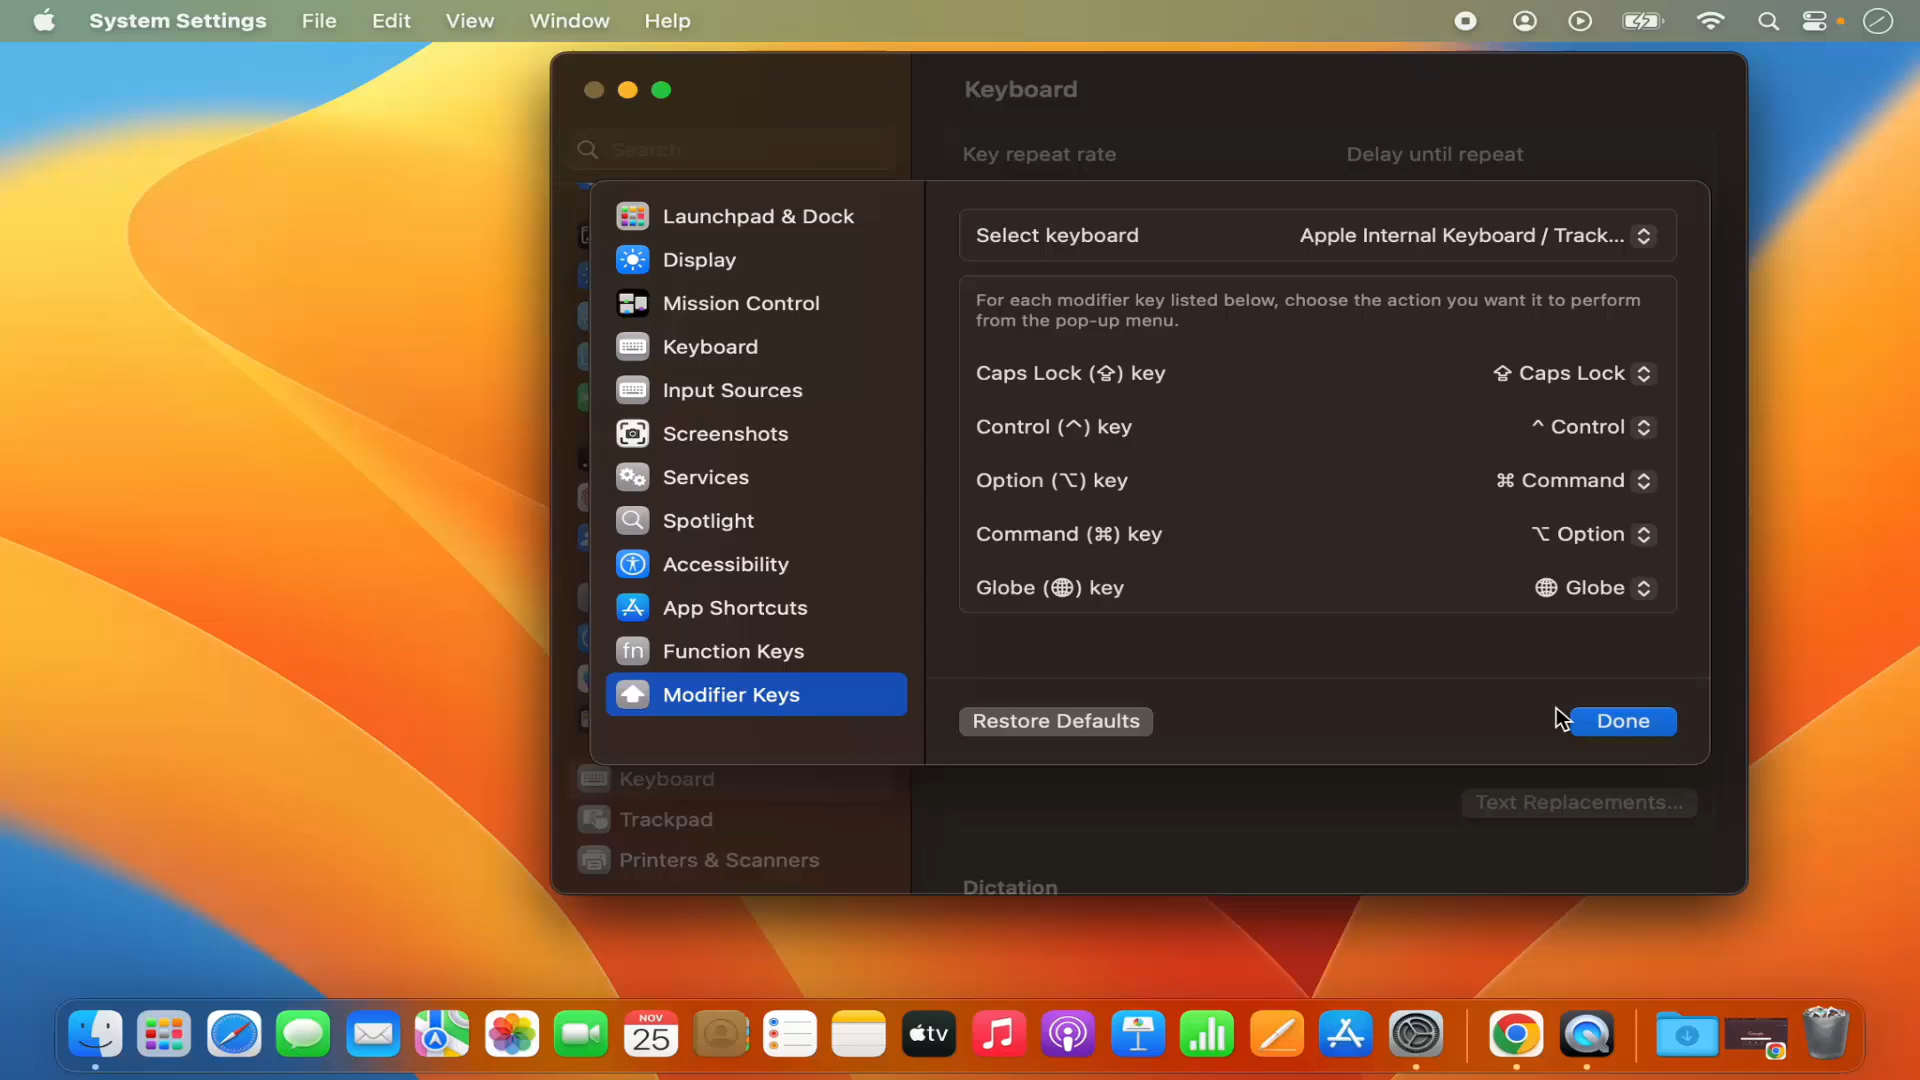 System Settings File Edit View Window Help
Keyboard
Search
Key repeat rate Delay until repeat
Launchpad & Dock
Display
Mission Control
Keyboard
Input Sources
Screenshots
Services
Spotlight
Accessibility
App Shortcuts
fn Function Keys
Modifier Keys
Select keyboard Apple Internal Keyboard / Track...
For each modifier key listed below, choose the action you want it to perform
from the pop-up menu.
Caps Lock (⇪) key ⇪ Caps Lock
Control (^) key ^ Control
Option (⌥) key ⌘ Command
Command (⌘) key ⌥ Option
Globe (🌐) key 🌐 Globe
Restore Defaults Done
Keyboard
Trackpad
Printers & Scanners
Text Replacements...
Dictation
NOV
25
tv